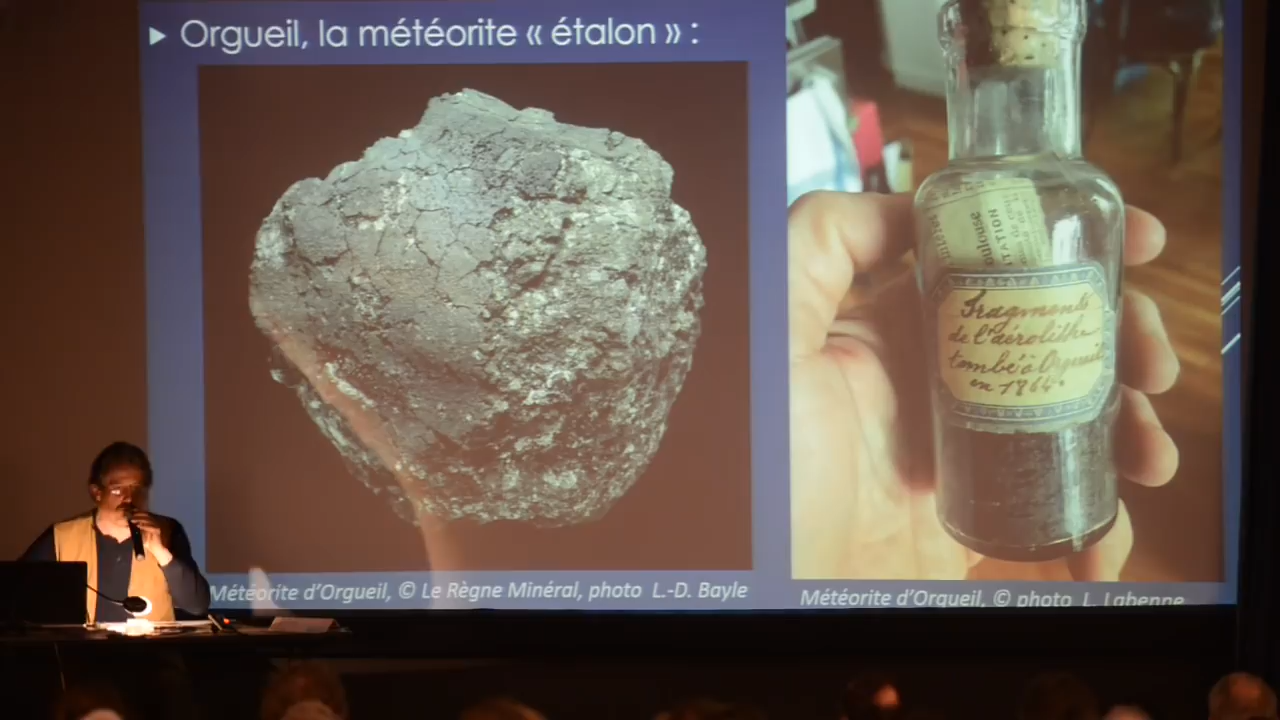 ▸ Orgueil, la météorite « étalon » :
Toulouse
Fragments
de l'aérolithe
tombé à Orgueil
en 1864.
Météorite d'Orgueil, © Le Règne Minéral, photo L.-D. Bayle
Météorite d'Orgueil, © photo L. Labenne